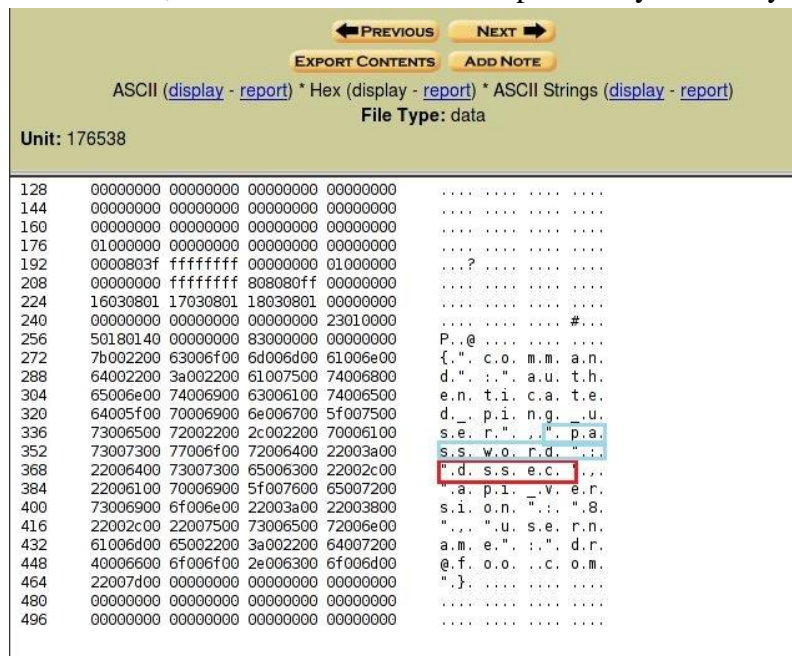 PREVIOUS NEXT
EXPORT CONTENTS ADD NOTE
ASCII (display - report) * Hex (display - report) * ASCII Strings (display - report)
File Type: data
Unit: 176538
128 00000000 00000000 00000000 00000000 .... .... .... ....
144 00000000 00000000 00000000 00000000 .... .... .... ....
160 00000000 00000000 00000000 00000000 .... .... .... ....
176 01000000 00000000 00000000 00000000 .... .... .... ....
192 0000803f ffffffff 00000000 01000000 ...? .... .... ....
208 00000000 ffffffff 808080ff 00000000 .... .... .... ....
224 16030801 17030801 18030801 00000000 .... .... .... ....
240 00000000 00000000 00000000 23010000 .... .... .... #...
256 50180140 00000000 83000000 00000000 P..@ .... .... ....
272 7b002200 63006f00 6d006d00 61006e00 {.". c.o. m.m. a.n.
288 64002200 3a002200 61007500 74006800 d.". :.". a.u. t.h.
304 65006e00 74006900 63006100 74006500 e.n. t.i. c.a. t.e.
320 64005f00 70006900 6e006700 5f007500 d._. p.i. n.g. _.u.
336 73006500 72002200 2c002200 70006100 s.e. r.". ,.". p.a.
352 73007300 77006f00 72006400 22003a00 s.s. w.o. r.d. ".:.
368 22006400 73007300 65006300 22002c00 ".d. s.s. e.c. ".,.
384 22006100 70006900 5f007600 65007200 ".a. p.i. _.v. e.r.
400 73006900 6f006e00 22003a00 22003800 s.i. o.n. ".:. ".8.
416 22002c00 22007500 73006500 72006e00 ".,. ".u. s.e. r.n.
432 61006d00 65002200 3a002200 64007200 a.m. e.". :.". d.r.
448 40006600 6f006f00 2e006300 6f006d00 @.f. o.o. ..c. o.m.
464 22007d00 00000000 00000000 00000000 ".}. .... .... ....
480 00000000 00000000 00000000 00000000 .... .... .... ....
496 00000000 00000000 00000000 00000000 .... .... .... ....